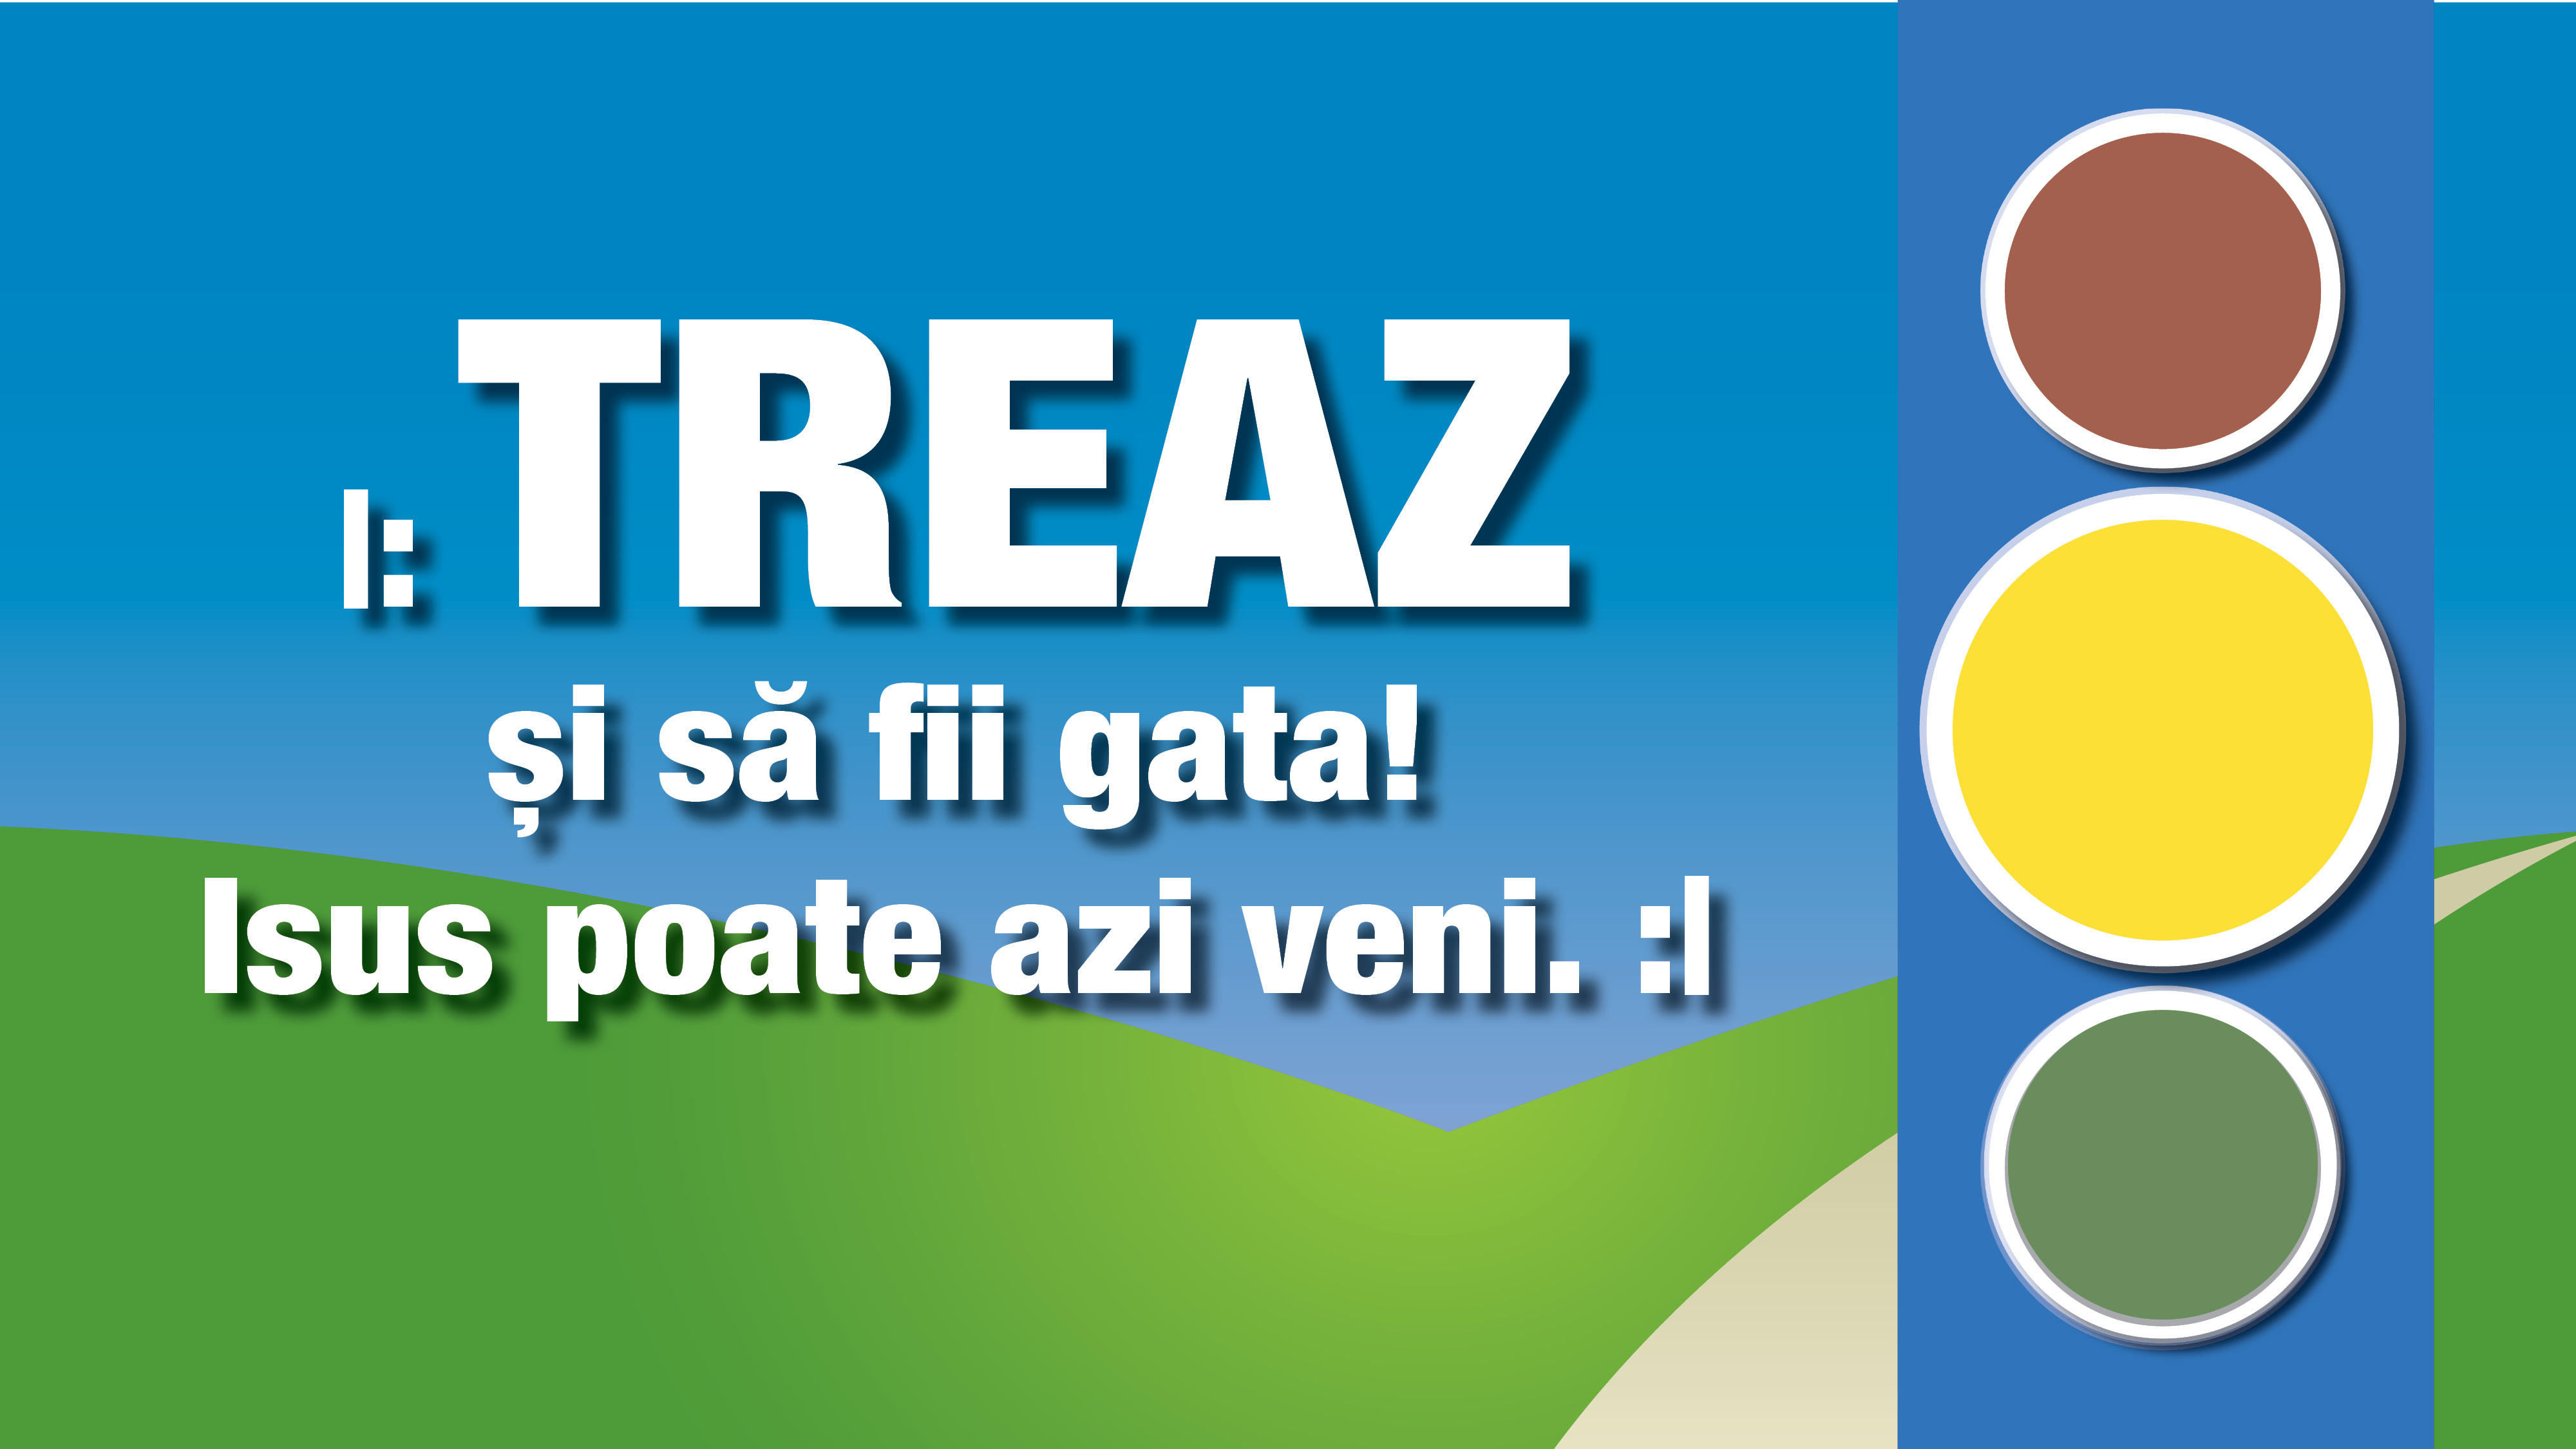 |: TREAZ
și să fii gata!
Isus poate azi veni. :|